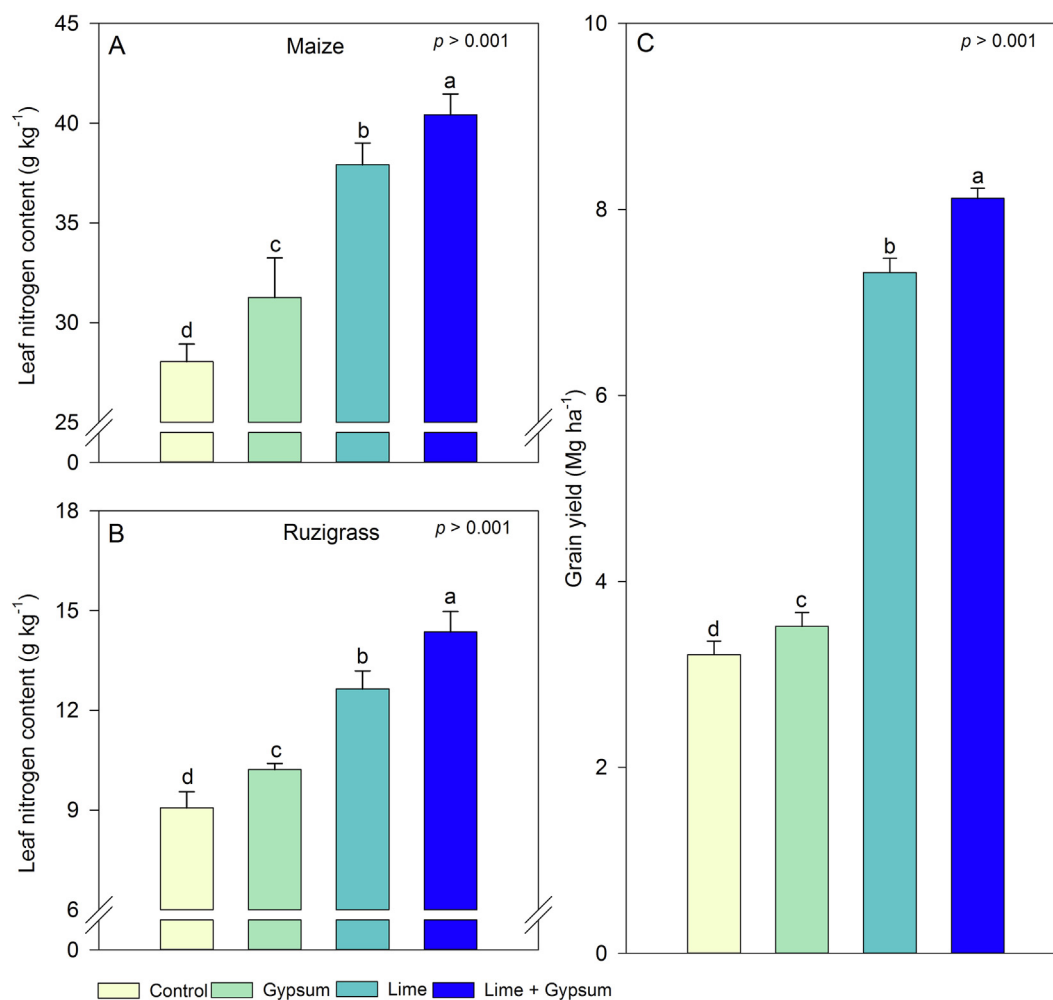 A
Maize
p > 0.001
Leaf nitrogen content (g kg⁻¹)
45
40
35
30
25
0
d
c
b
a
B
Ruzigrass
p > 0.001
Leaf nitrogen content (g kg⁻¹)
18
15
12
9
6
0
d
c
b
a
C
p > 0.001
Grain yield (Mg ha⁻¹)
10
8
6
4
2
0
d
c
b
a
Control Gypsum Lime Lime + Gypsum